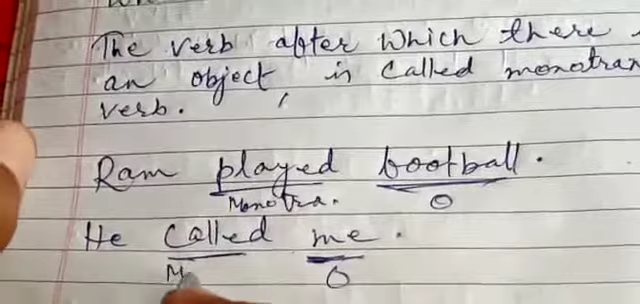 The verb after which there
an object, is called monotran
verb.
Ram played football.
Monotra. O
He called me.
M O